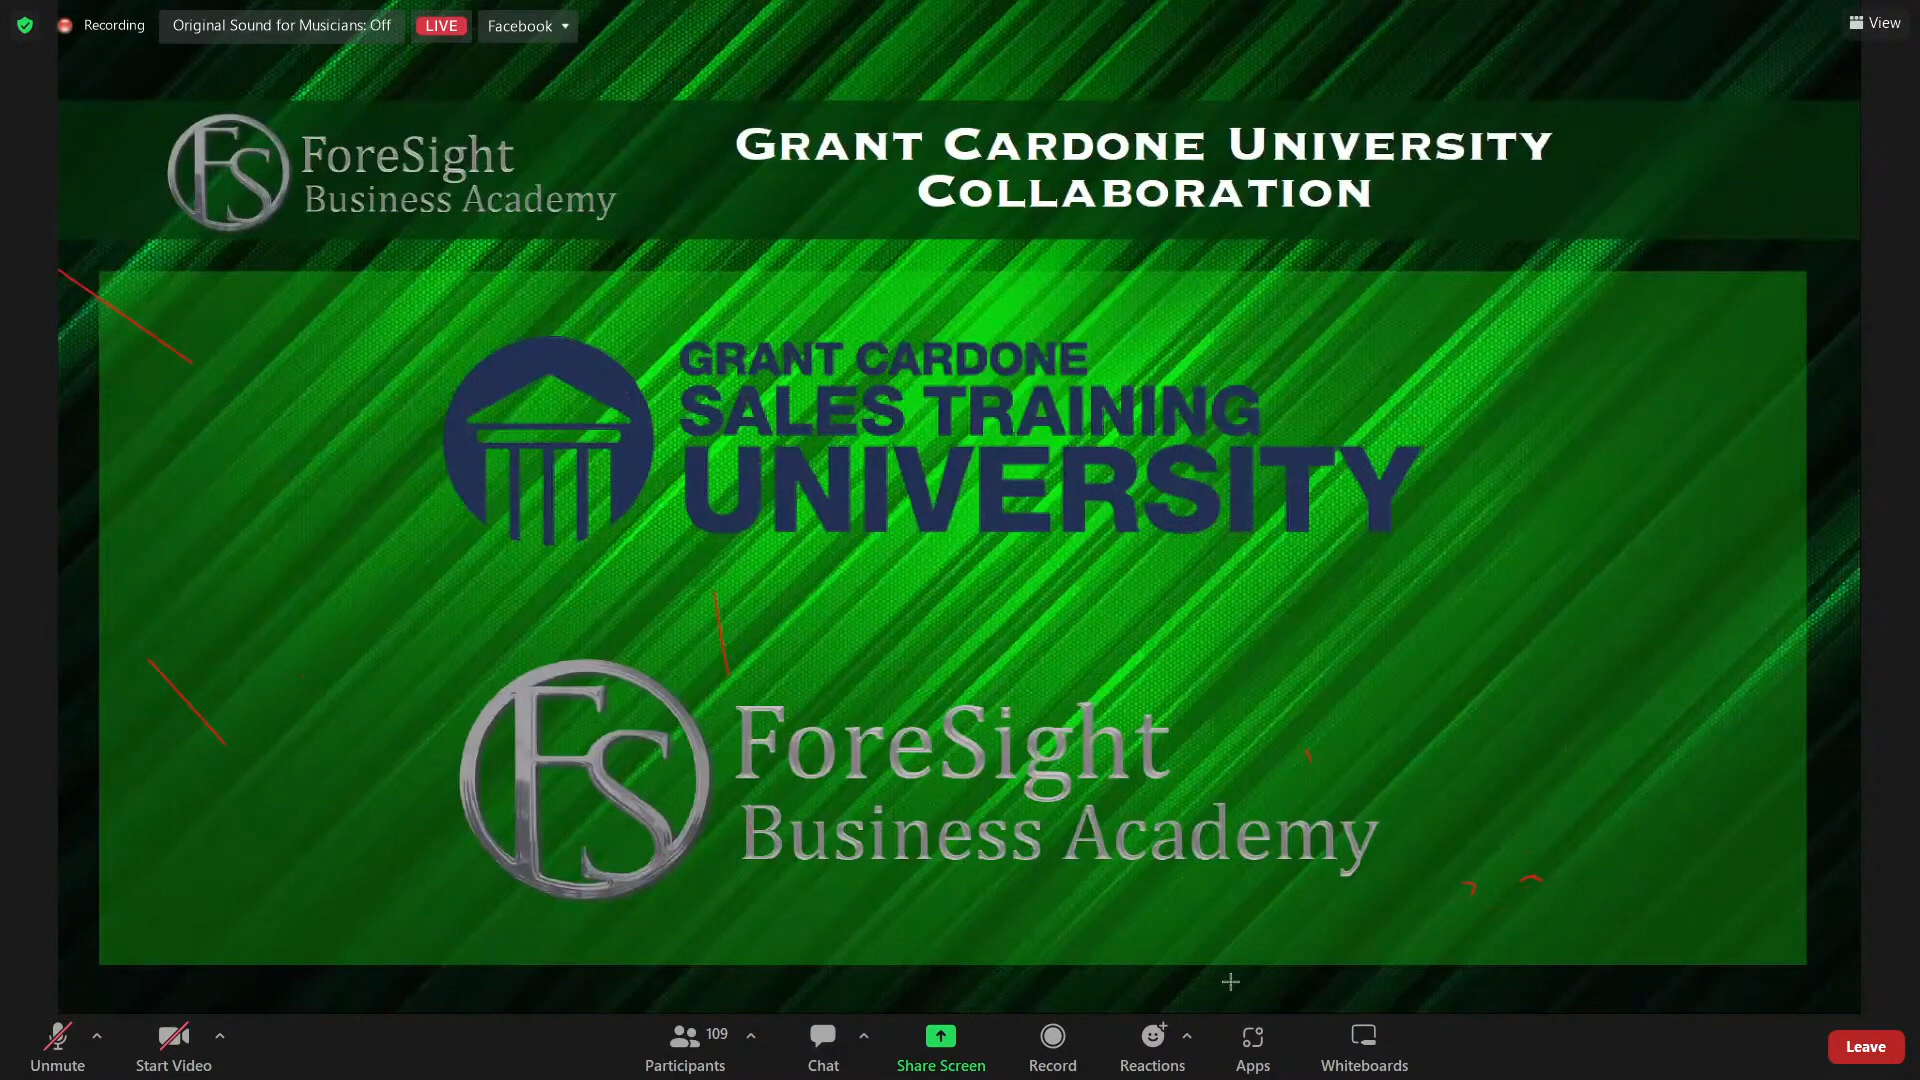 Recording
Original Sound for Musicians: Off
LIVE
Facebook
View
FS
ForeSight
Business Academy
GRANT CARDONE UNIVERSITY
COLLABORATION
GRANT CARDONE
SALES TRAINING
UNIVERSITY
FS
ForeSight
Business Academy
Unmute
Start Video
109
Participants
Chat
Share Screen
Record
Reactions
Apps
Whiteboards
Leave